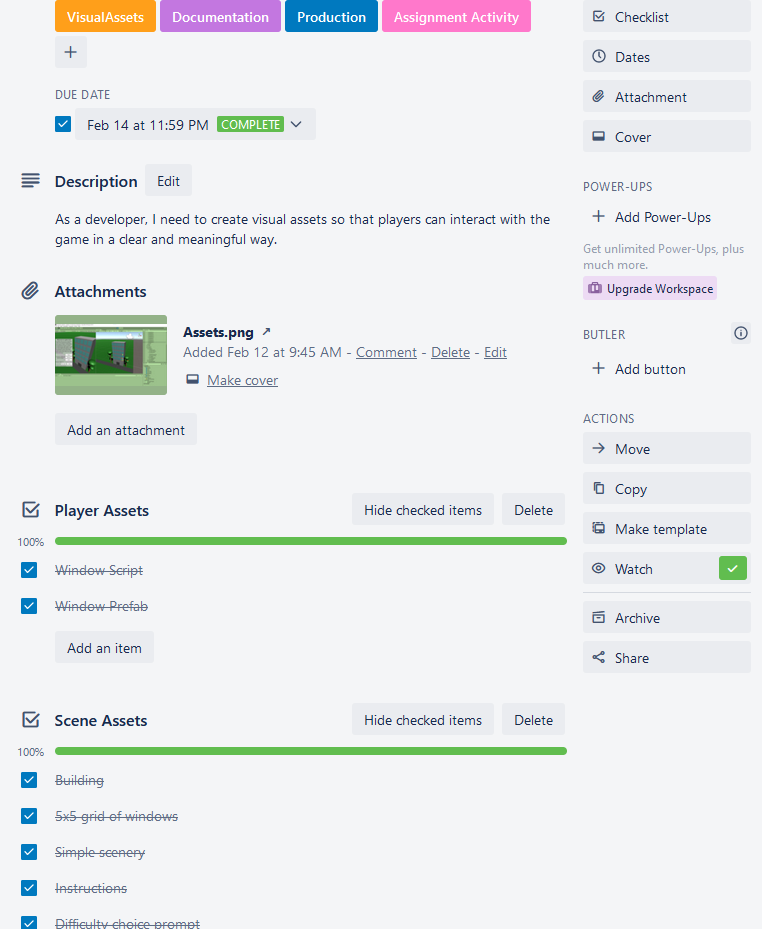 VisualAssets Documentation Production Assignment Activity
DUE DATE
Feb 14 at 11:59 PM COMPLETE
Description Edit
As a developer, I need to create visual assets so that players can interact with the
game in a clear and meaningful way.
Attachments
Assets.png
Added Feb 12 at 9:45 AM - Comment - Delete - Edit
Make cover
Add an attachment
Player Assets Hide checked items Delete
100%
Window Script
Window Prefab
Add an item
Scene Assets Hide checked items Delete
100%
Building
5x5 grid of windows
Simple scenery
Instructions
Difficulty choice prompt
Checklist
Dates
Attachment
Cover
POWER-UPS
Add Power-Ups
Get unlimited Power-Ups, plus
much more.
Upgrade Workspace
BUTLER
Add button
ACTIONS
Move
Copy
Make template
Watch
Archive
Share